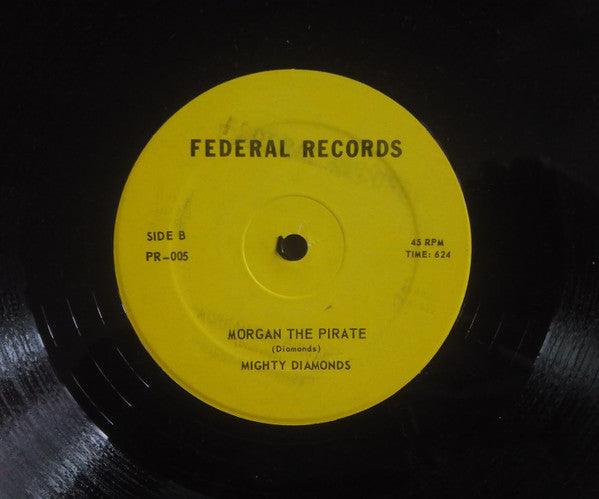 FEDERAL RECORDS
SIDE B
PR-005
45 RPM
TIME: 624
MORGAN THE PIRATE
(Diamonds)
MIGHTY DIAMONDS